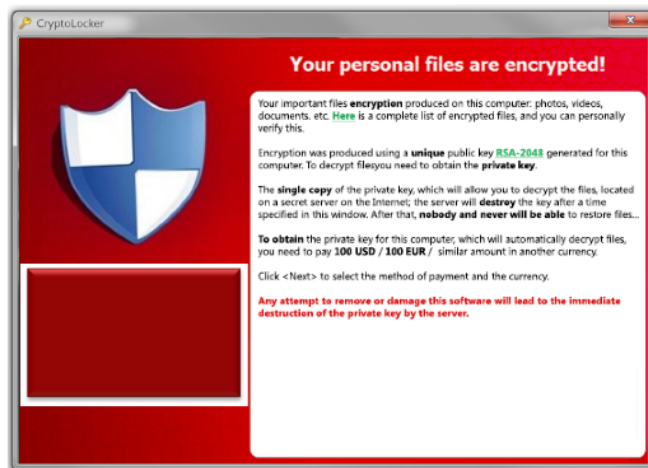 CryptoLocker
Your personal files are encrypted!
Your important files encryption produced on this computer: photos, videos,
documents. etc. Here is a complete list of encrypted files, and you can personally
verify this.
Encryption was produced using a unique public key RSA-2048 generated for this
computer. To decrypt filesyou need to obtain the private key.
The single copy of the private key, which will allow you to decrypt the files, located
on a secret server on the Internet; the server will destroy the key after a time
specified in this window. After that, nobody and never will be able to restore files...
To obtain the private key for this computer, which will automatically decrypt files,
you need to pay 100 USD / 100 EUR / similar amount in another currency.
Click <Next> to select the method of payment and the currency.
Any attempt to remove or damage this software will lead to the immediate
destruction of the private key by the server.